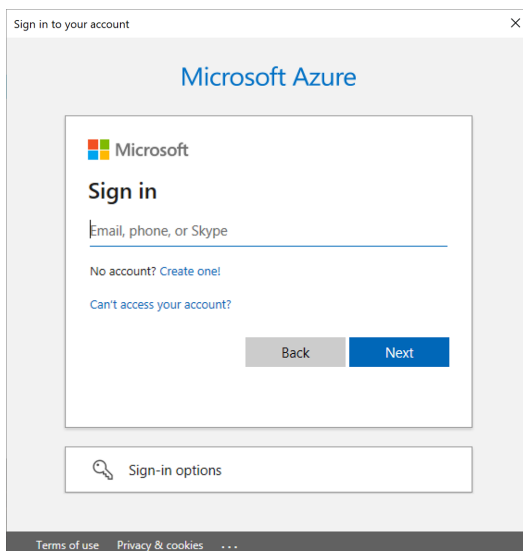 Sign in to your account
Microsoft Azure
Microsoft
Sign in
Email, phone, or Skype
No account? Create one!
Can't access your account?
Back Next
Sign-in options
Terms of use Privacy & cookies ...